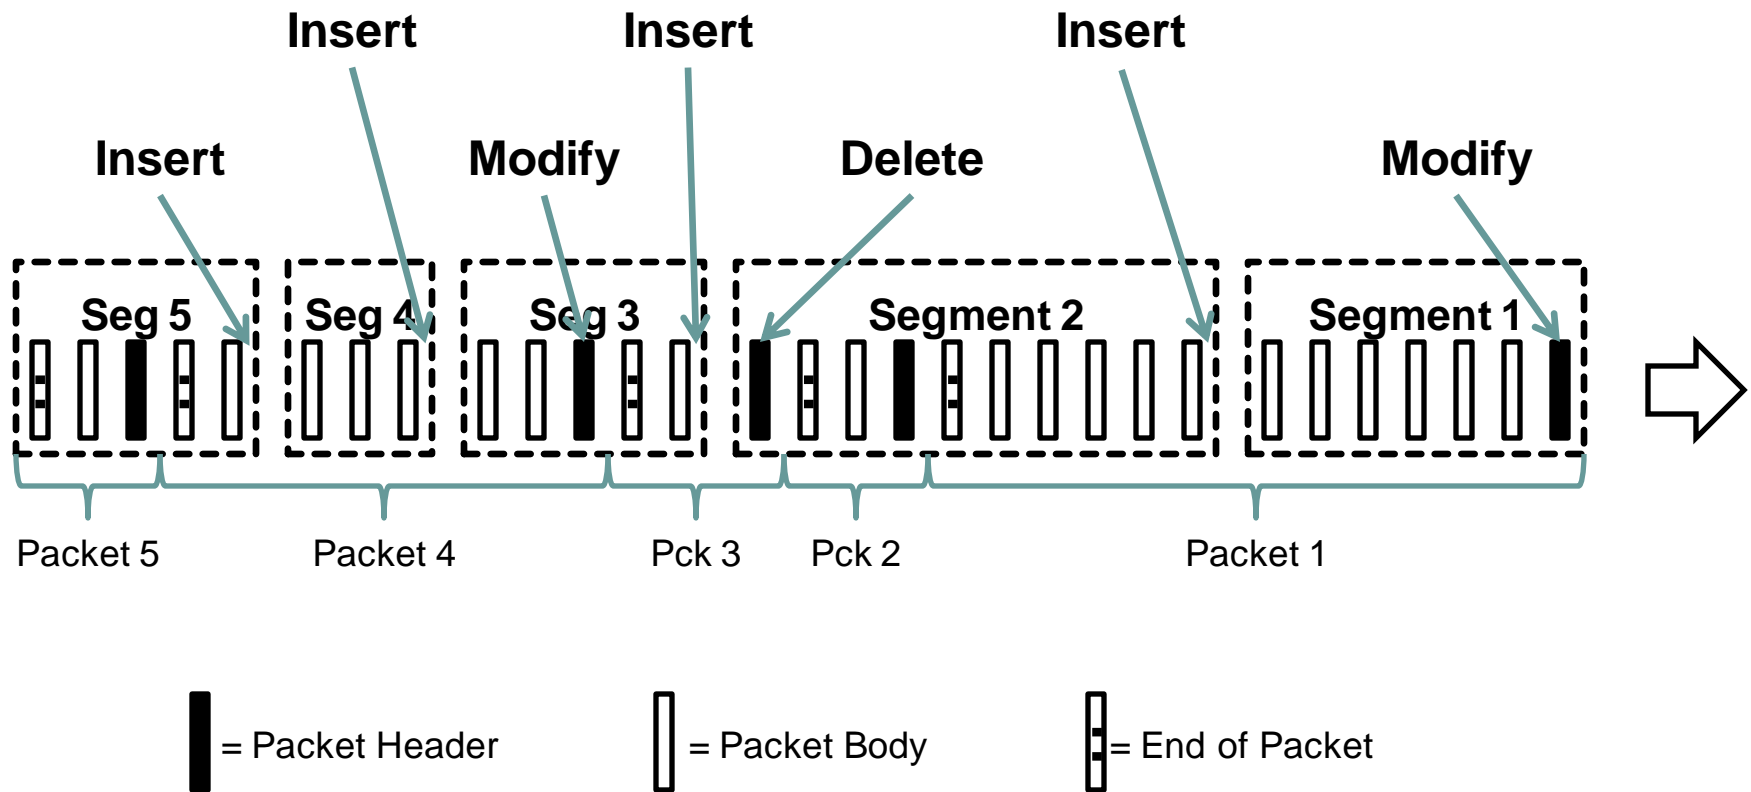 Insert Insert Insert
Insert Modify Delete Modify
Seg 5 Seg 4 Seg 3 Segment 2 Segment 1
Packet 5 Packet 4 Pck 3 Pck 2 Packet 1
= Packet Header = Packet Body = End of Packet